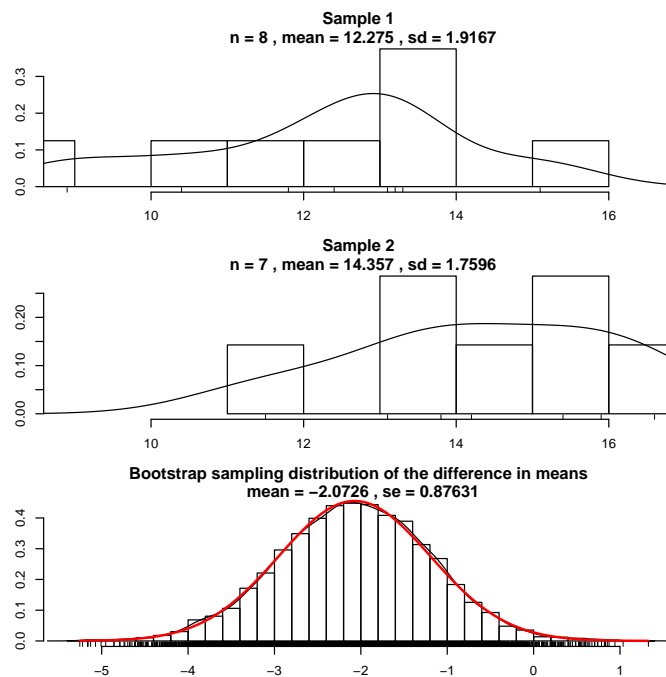 Sample 1
n = 8 , mean = 12.275 , sd = 1.9167
0.3
0.2
0.1
0.0
10 12 14 16
Sample 2
n = 7 , mean = 14.357 , sd = 1.7596
0.20
0.10
0.00
10 12 14 16
Bootstrap sampling distribution of the difference in means
mean = −2.0726 , se = 0.87631
0.4
0.3
0.2
0.1
0.0
−5 −4 −3 −2 −1 0 1